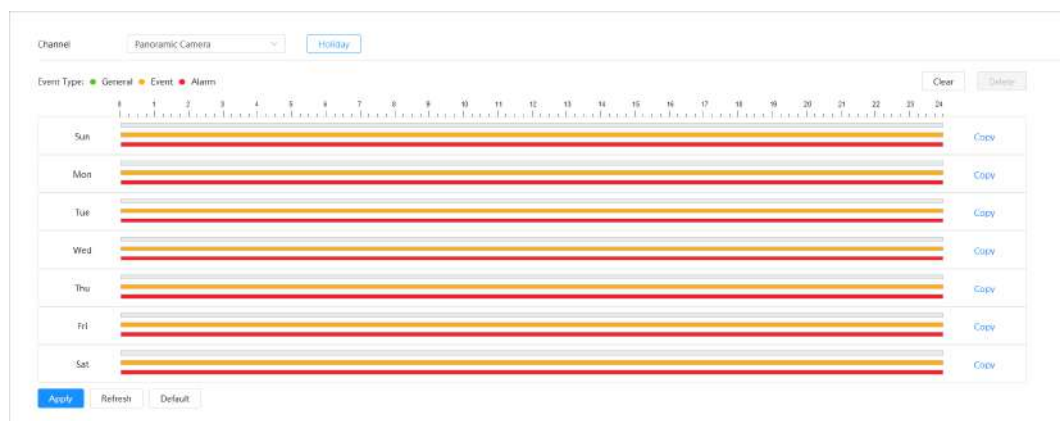 Channel Panoramic Camera Holiday
Event Type: General Event Alarm Clear Delete
0 1 2 3 4 5 6 7 8 9 10 11 12 13 14 15 16 17 18 19 20 21 22 23 24
Sun Copy
Mon Copy
Tue Copy
Wed Copy
Thu Copy
Fri Copy
Sat Copy
Apply Refresh Default